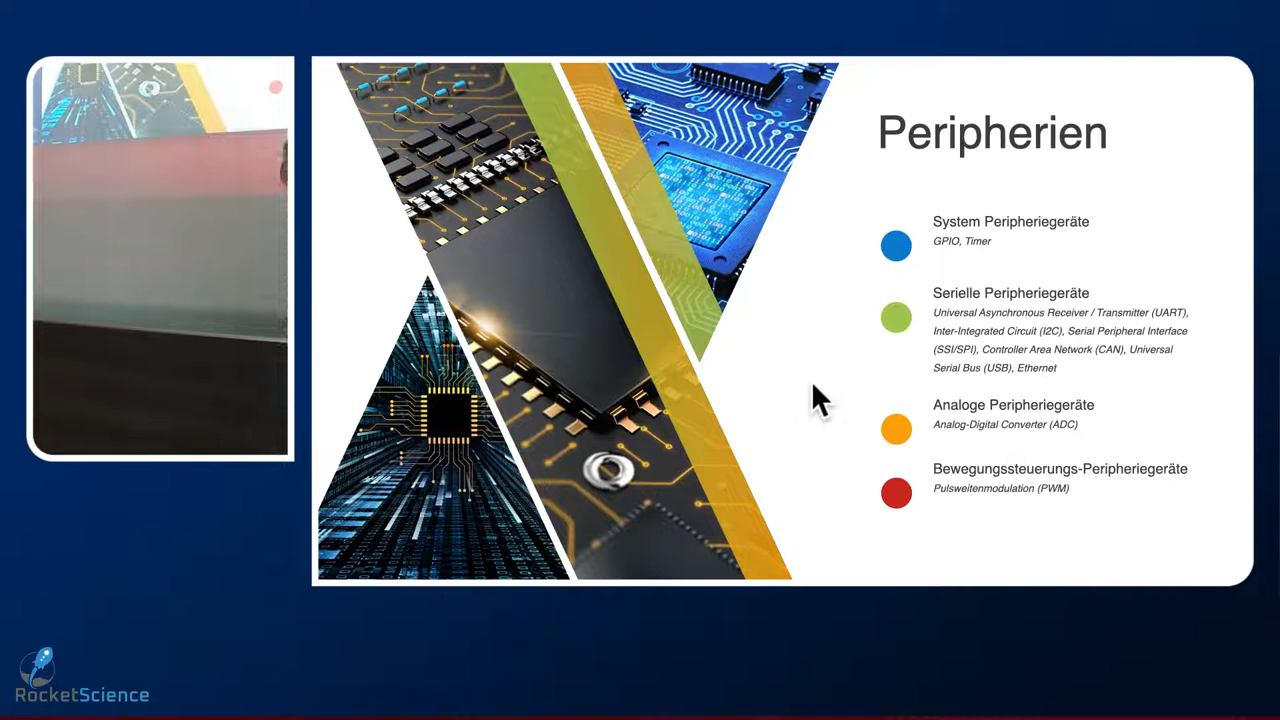 Peripherien
System Peripheriegeräte
GPIO, Timer
Serielle Peripheriegeräte
Universal Asynchronous Receiver / Transmitter (UART),
Inter-Integrated Circuit (I2C), Serial Peripheral Interface
(SSI/SPI), Controller Area Network (CAN), Universal
Serial Bus (USB), Ethernet
Analoge Peripheriegeräte
Analog-Digital Converter (ADC)
Bewegungssteuerungs-Peripheriegeräte
Pulsweitenmodulation (PWM)
RocketScience